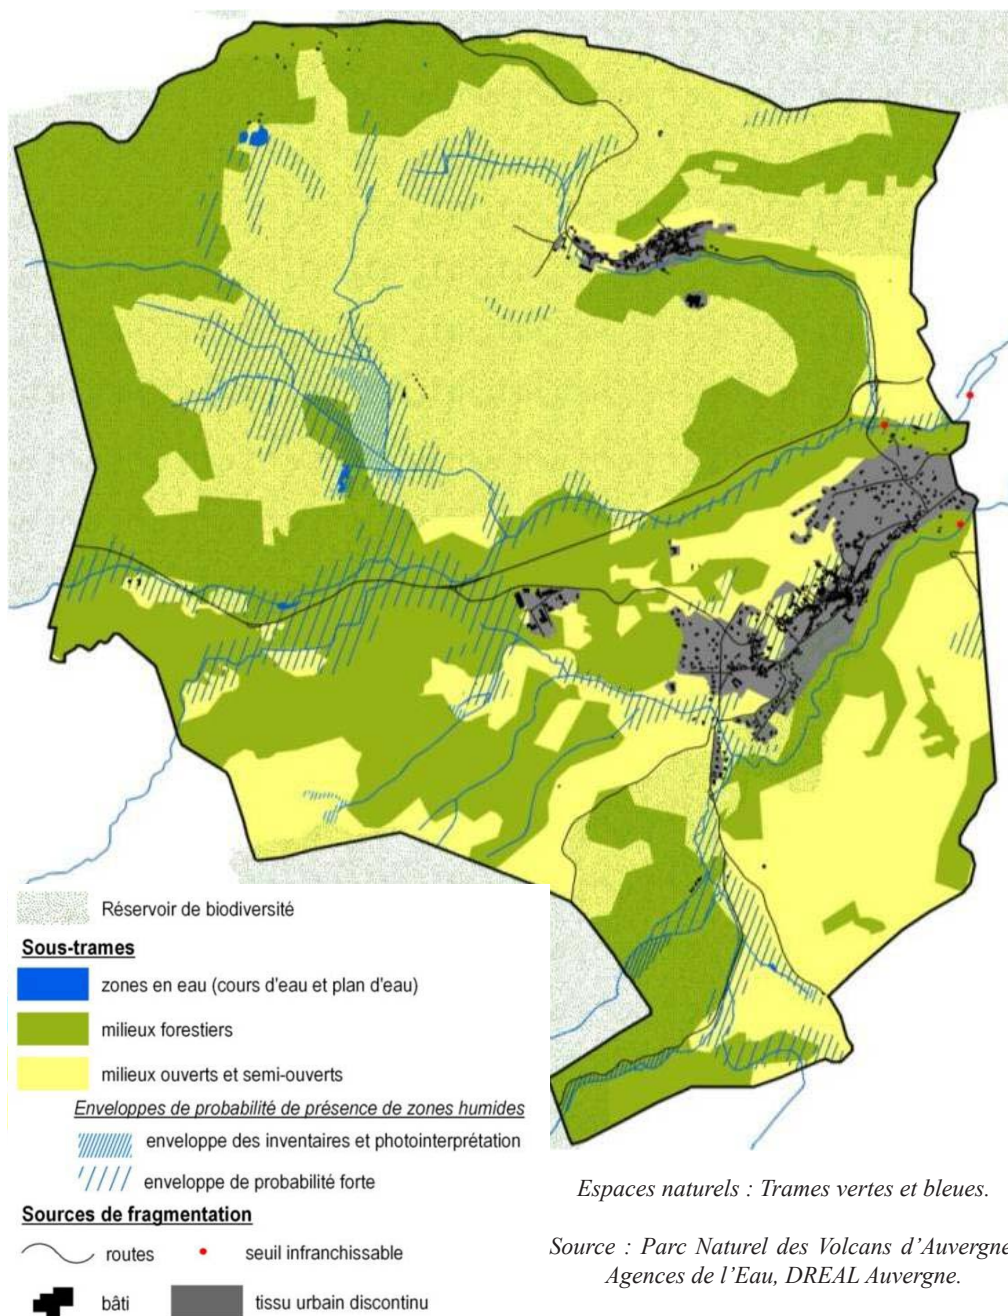 Réservoir de biodiversité
Sous-trames
zones en eau (cours d'eau et plan d'eau)
milieux forestiers
milieux ouverts et semi-ouverts
Enveloppes de probabilité de présence de zones humides
enveloppe des inventaires et photointerprétation
enveloppe de probabilité forte
Sources de fragmentation
routes
seuil infranchissable
bâti
tissu urbain discontinu
Espaces naturels : Trames vertes et bleues.
Source : Parc Naturel des Volcans d'Auvergne
Agences de l'Eau, DREAL Auvergne.